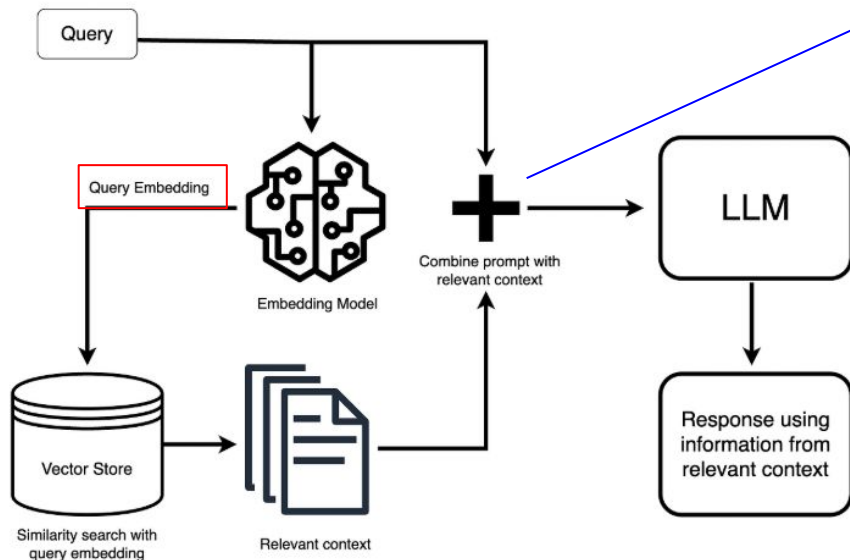 Query
Query Embedding
Embedding Model
Combine prompt with
relevant context
LLM
Vector Store
Similarity search with
query embedding
Relevant context
Response using
information from
relevant context